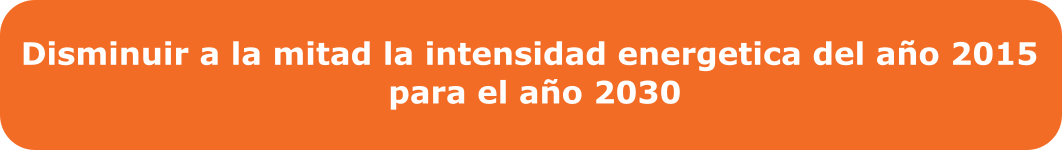 Disminuir a la mitad la intensidad energetica del año 2015
para el año 2030